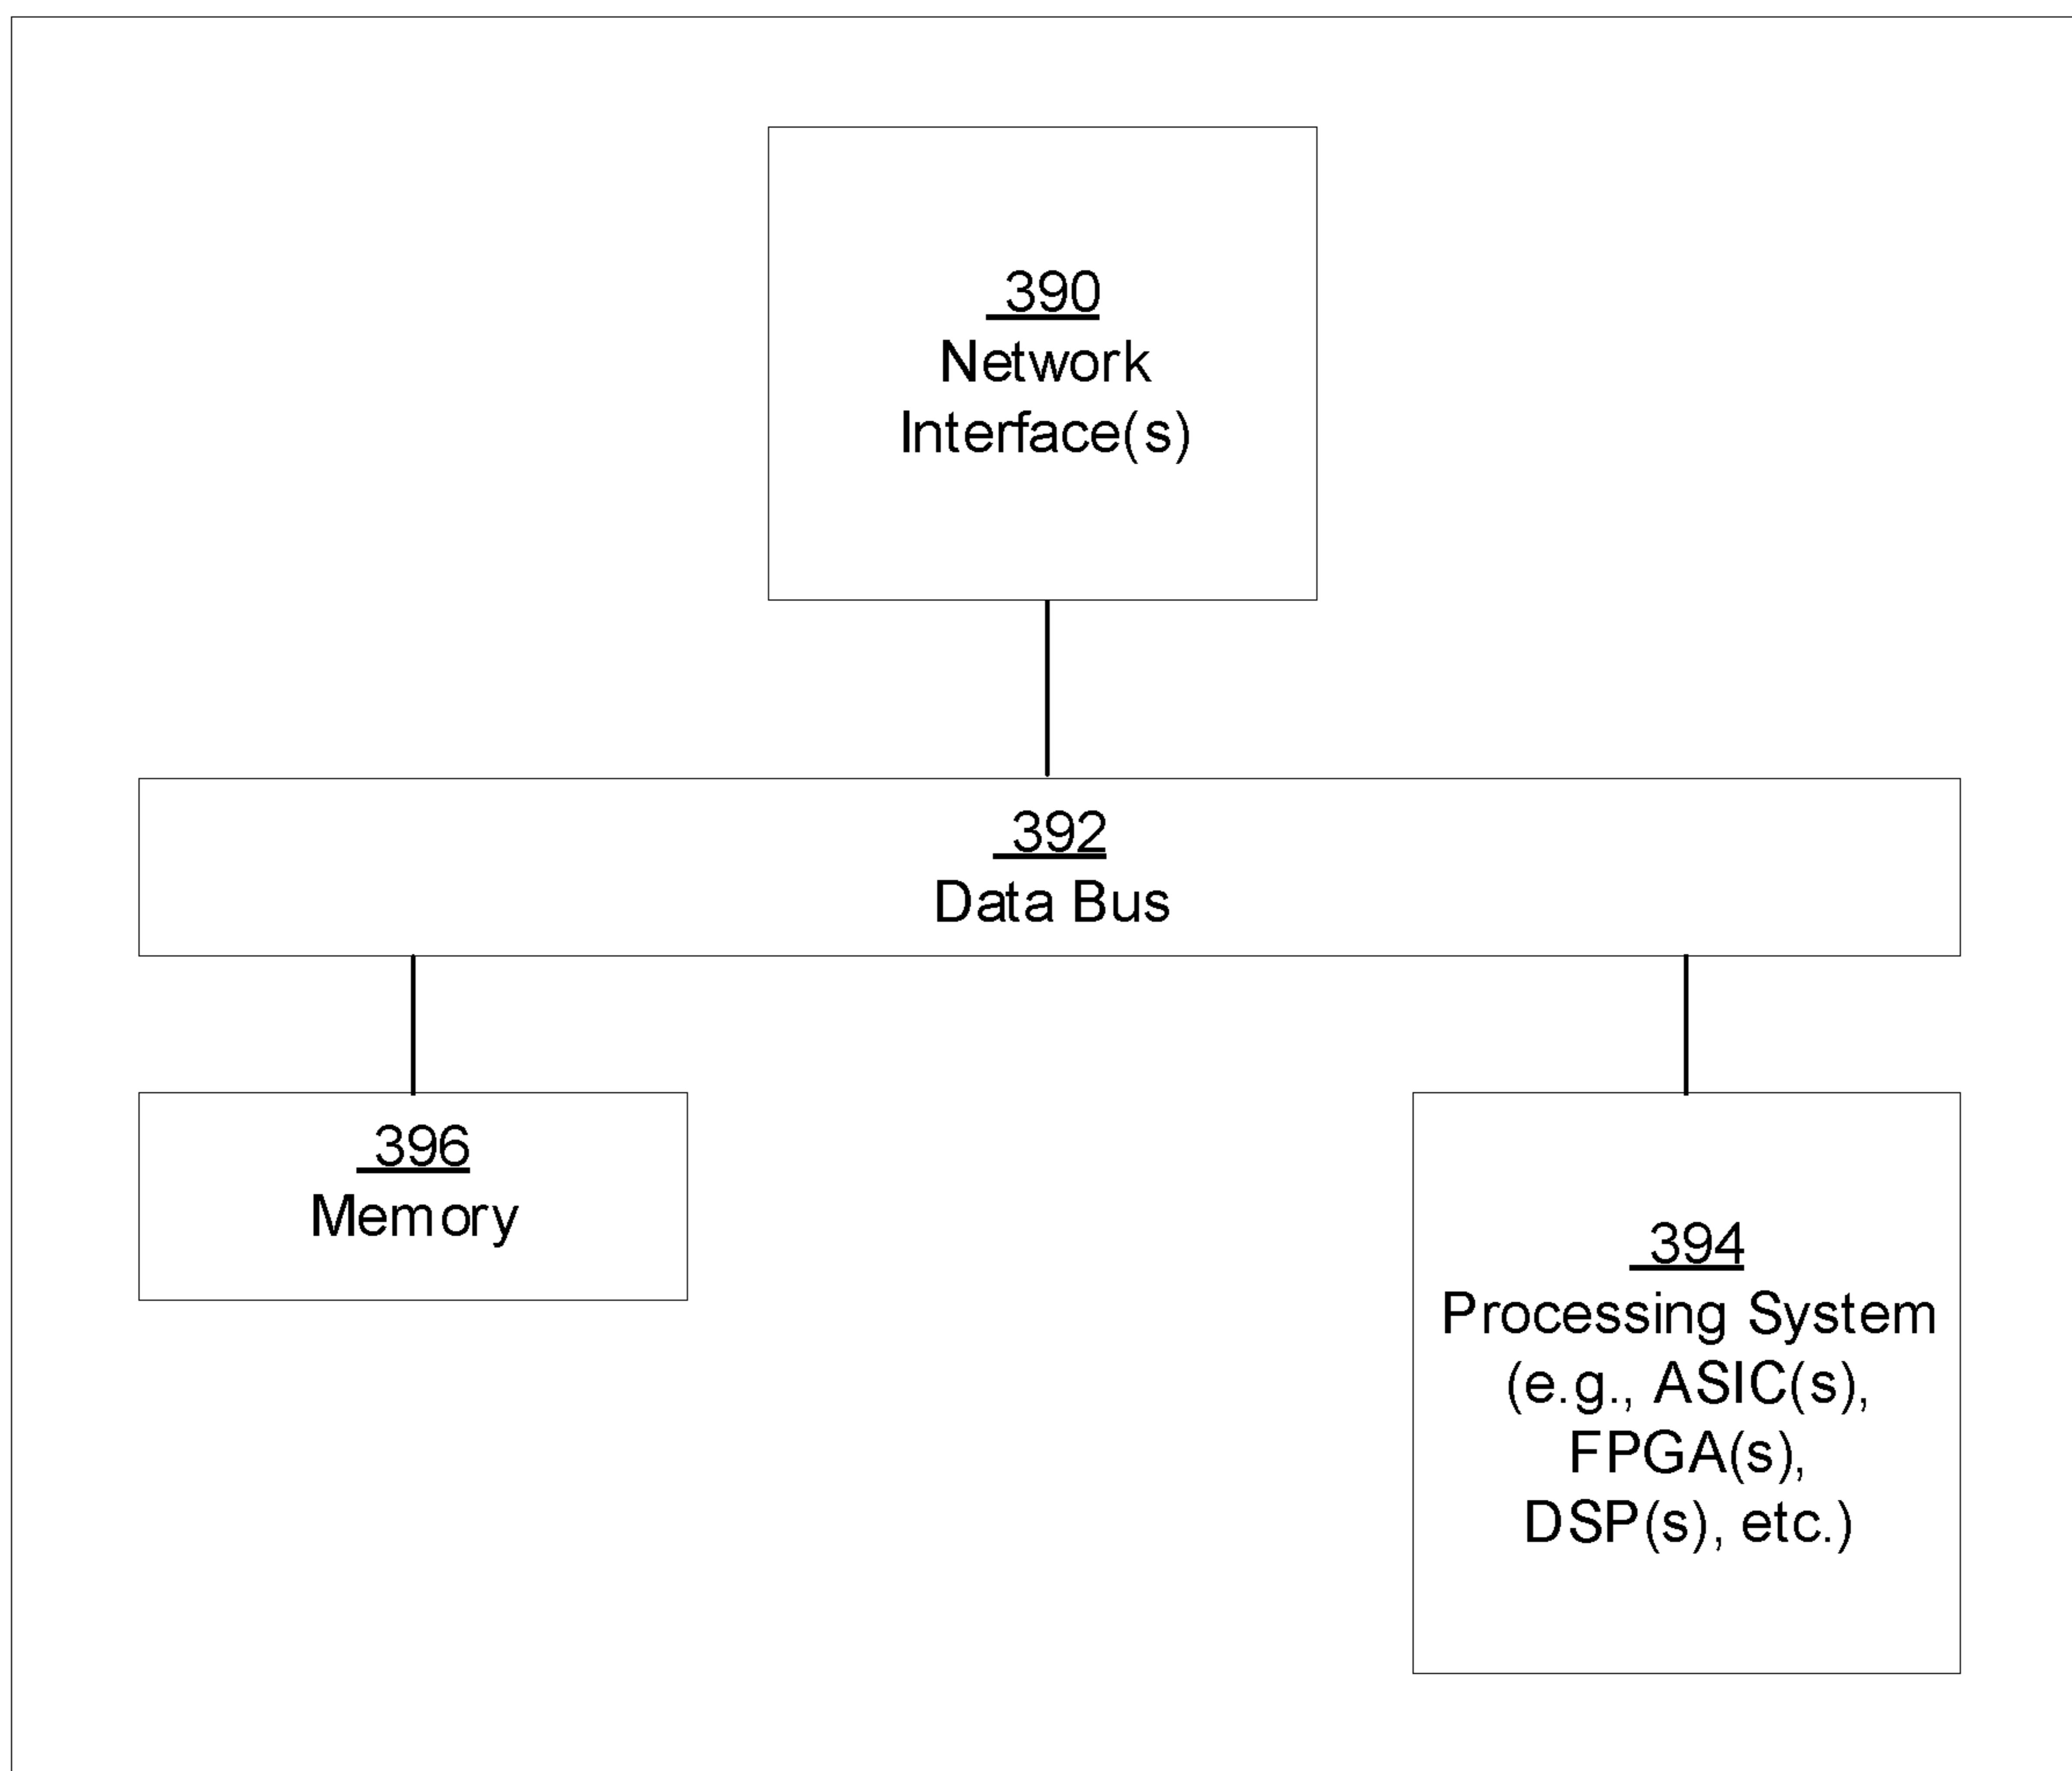 390
Network
Interface(s)
392
Data Bus
396
Memory
394
Processing System
(e.g., ASIC(s),
FPGA(s),
DSP(s), etc.)